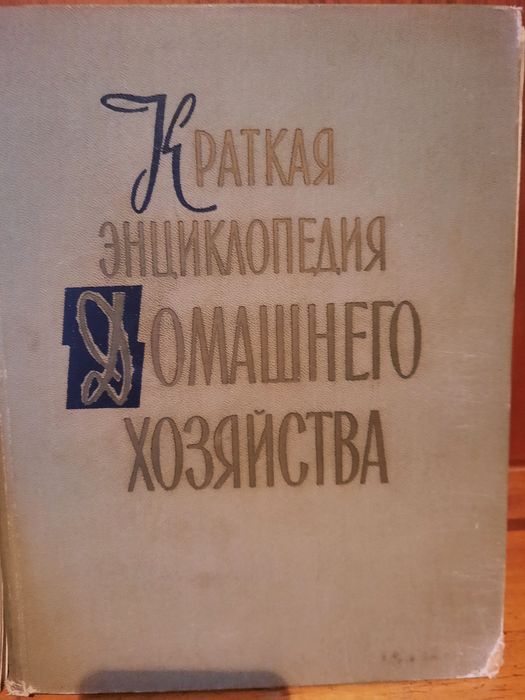 Краткая
энциклопедия
Домашнего
хозяйства